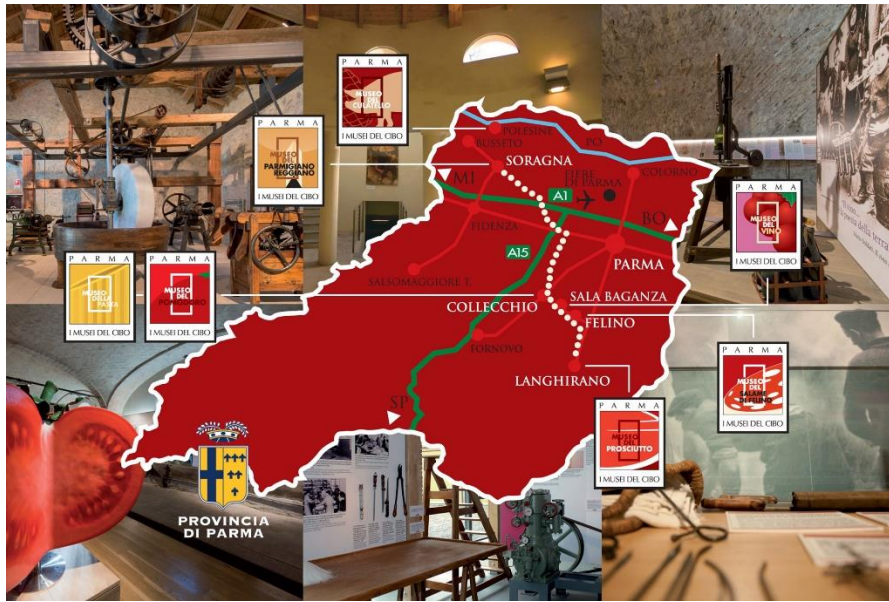 PARMA
MUSEO
DEL
CULATELLO
I MUSEI DEL CIBO
PARMA
MUSEO
DEL
PARMIGIANO
REGGIANO
I MUSEI DEL CIBO
POLESINE
BUSSETO
PO
SORAGNA
FIERE
DI PARMA
COLORNO
MI
A1
BO
FIDENZA
A15
PARMA
SALSOMAGGIORE T.
COLLECCHIO
SALA BAGANZA
FELINO
FORNOVO
LANGHIRANO
SP
PARMA
MUSEO
DEL
VINO
I MUSEI DEL CIBO
PARMA
MUSEO
DELLA
PASTA
I MUSEI DEL CIBO
PARMA
MUSEO
DEL
POMODORO
I MUSEI DEL CIBO
PARMA
MUSEO
DEL
SALAME
DI FELINO
I MUSEI DEL CIBO
PARMA
MUSEO
DEL
PROSCIUTTO
I MUSEI DEL CIBO
PROVINCIA
DI PARMA